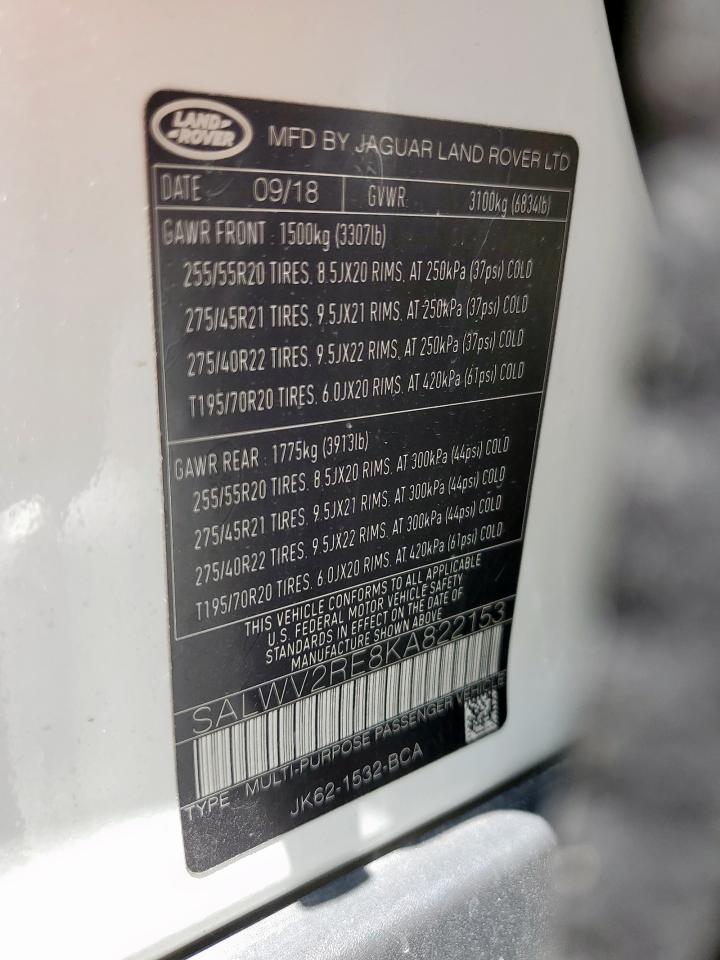 LAND-
-ROVER
MFD BY JAGUAR LAND ROVER LTD
DATE 09/18 GVWR 3100kg (6834lb)
GAWR FRONT : 1500kg (3307lb)
255/55R20 TIRES. 8.5JX20 RIMS. AT 250kPa (37psi) COLD
275/45R21 TIRES. 9.5JX21 RIMS. AT 250kPa (37psi) COLD
275/40R22 TIRES. 9.5JX22 RIMS. AT 250kPa (37psi) COLD
T195/70R20 TIRES. 6.0JX20 RIMS. AT 420kPa (61psi) COLD
GAWR REAR : 1775kg (3913lb)
255/55R20 TIRES. 8.5JX20 RIMS. AT 300kPa (44psi) COLD
275/45R21 TIRES. 9.5JX21 RIMS. AT 300kPa (44psi) COLD
275/40R22 TIRES. 9.5JX22 RIMS. AT 300kPa (44psi) COLD
T195/70R20 TIRES. 6.0JX20 RIMS. AT 420kPa (61psi) COLD
THIS VEHICLE CONFORMS TO ALL APPLICABLE
U.S. FEDERAL MOTOR VEHICLE SAFETY
STANDARDS IN EFFECT ON THE DATE OF
MANUFACTURE SHOWN ABOVE
SALWV2RE8KA822153
TYPE MULTI-PURPOSE PASSENGER VEHICLE
JK62-1532-BCA